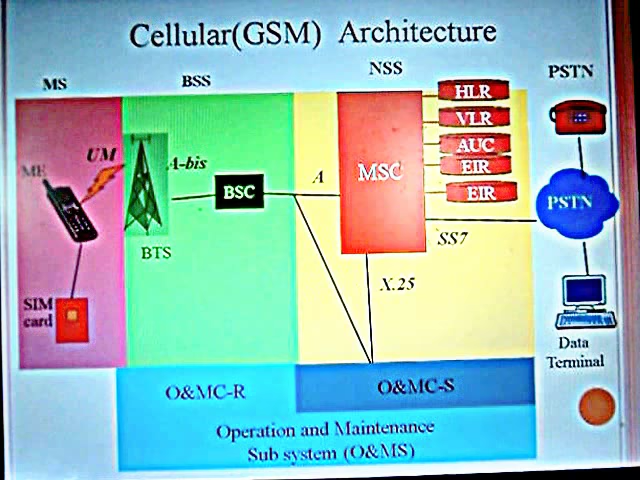 Cellular(GSM) Architecture
MS
BSS
NSS
PSTN
ME
UM
A-bis
BTS
BSC
A
MSC
HLR
VLR
AUC
EIR
EIR
SS7
X.25
PSTN
SIM
card
Data
Terminal
O&MC-R
O&MC-S
Operation and Maintenance
Sub system (O&MS)